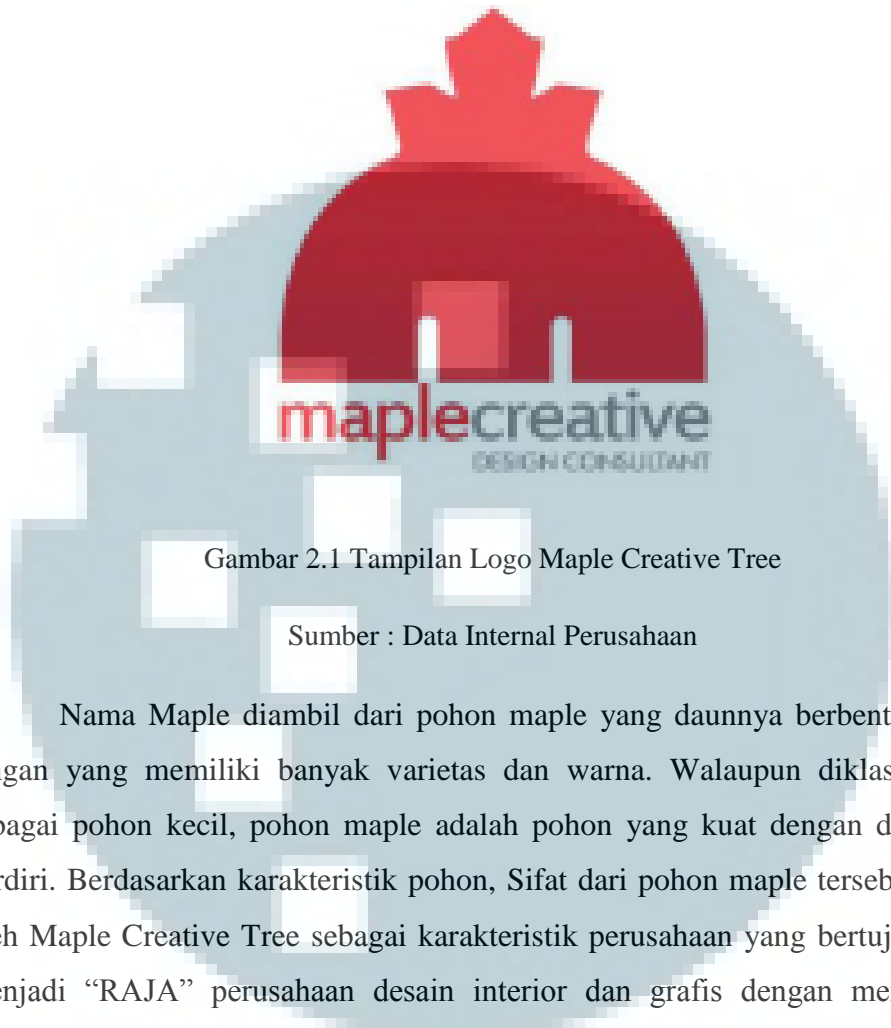 maplecreative
DESIGN CONSULTANT
Gambar 2.1 Tampilan Logo Maple Creative Tree
Sumber : Data Internal Perusahaan
Nama Maple diambil dari pohon maple yang daunnya berbent
ngan yang memiliki banyak varietas dan warna. Walaupun diklas
bagai pohon kecil, pohon maple adalah pohon yang kuat dengan d
rdiri. Berdasarkan karakteristik pohon, Sifat dari pohon maple terseb
eh Maple Creative Tree sebagai karakteristik perusahaan yang bertuj
enjadi “RAJA” perusahaan desain interior dan grafis dengan me